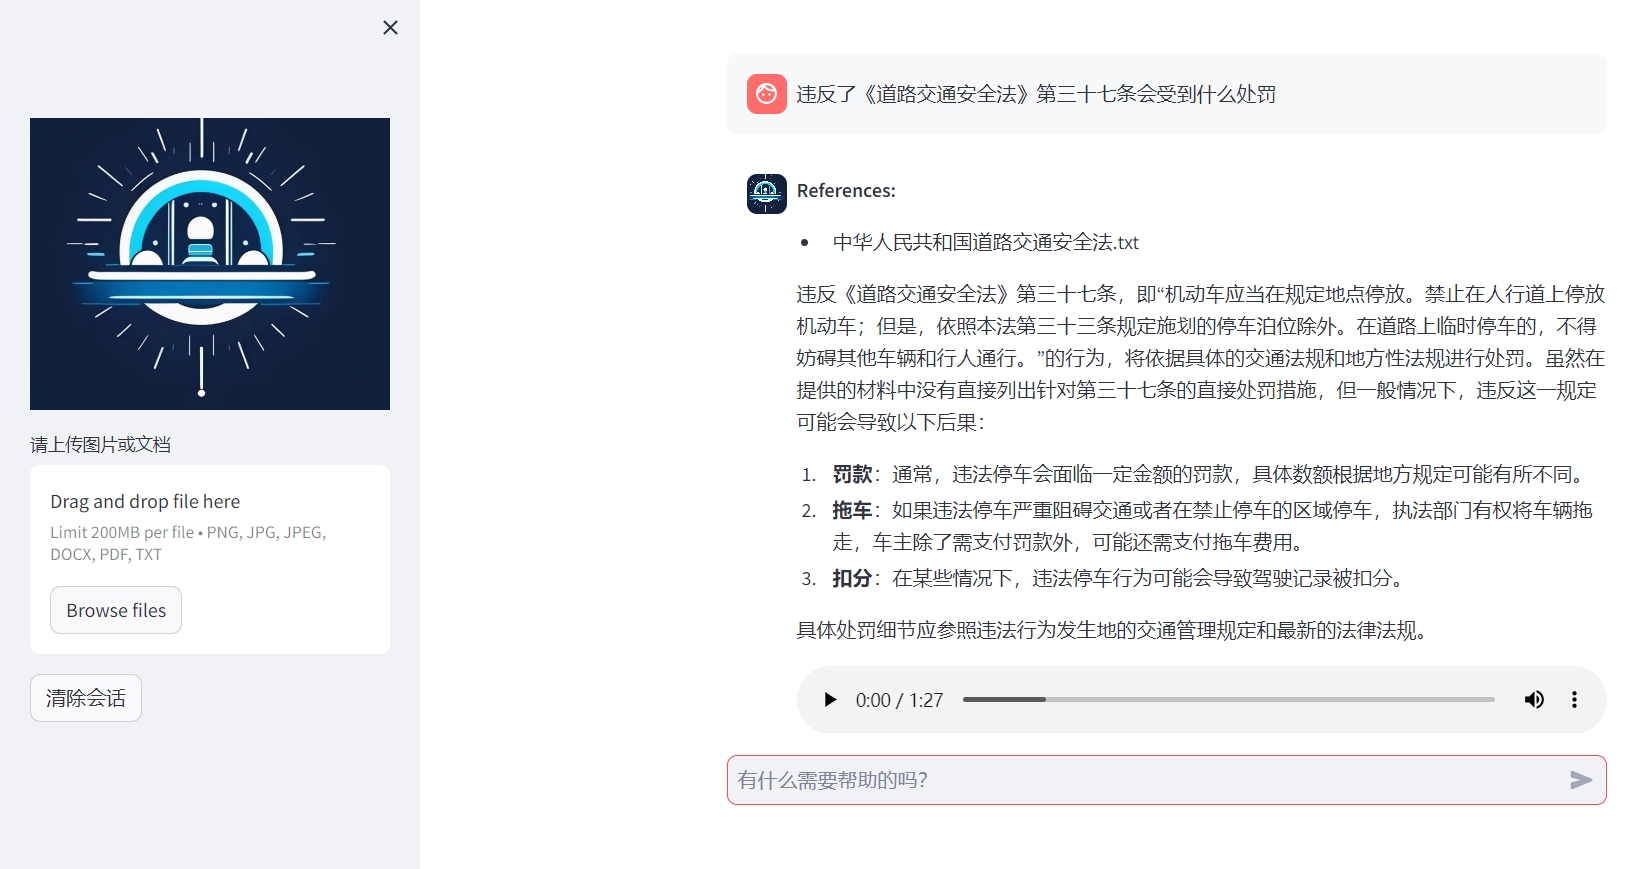 请上传图片或文档
Drag and drop file here
Limit 200MB per file • PNG, JPG, JPEG,
DOCX, PDF, TXT
Browse files
清除会话
违反了《道路交通安全法》第三十七条会受到什么处罚
References:
• 中华人民共和国道路交通安全法.txt
违反《道路交通安全法》第三十七条，即“机动车应当在规定地点停放。禁止在人行道上停放
机动车；但是，依照本法第三十三条规定施划的停车泊位除外。在道路上临时停车的，不得
妨碍其他车辆和行人通行。”的行为，将依据具体的交通法规和地方性法规进行处罚。虽然在
提供的材料中没有直接列出针对第三十七条的直接处罚措施，但一般情况下，违反这一规定
可能会导致以下后果：
1. 罚款：通常，违法停车会面临一定金额的罚款，具体数额根据地方规定可能有所不同。
2. 拖车：如果违法停车严重阻碍交通或者在禁止停车的区域停车，执法部门有权将车辆拖
走，车主除了需支付罚款外，可能还需支付拖车费用。
3. 扣分：在某些情况下，违法停车行为可能会导致驾驶记录被扣分。
具体处罚细节应参照违法行为发生地的交通管理规定和最新的法律法规。
0:00 / 1:27
有什么需要帮助的吗？